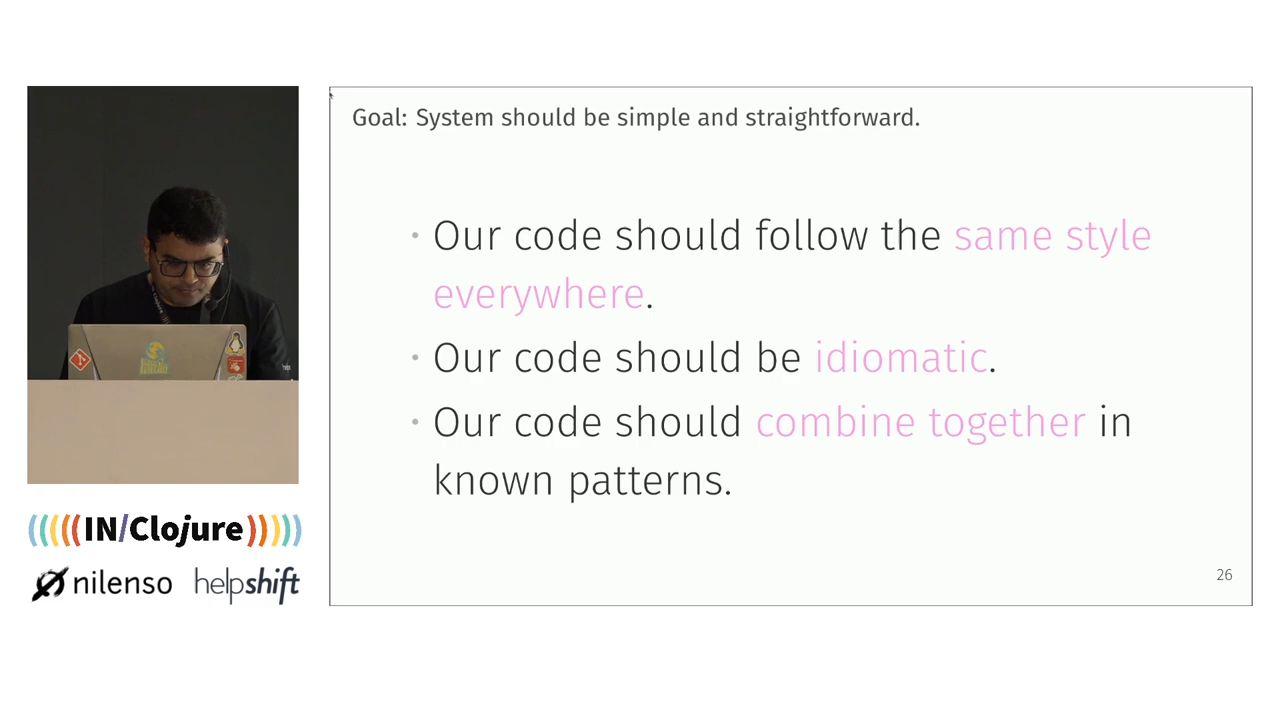 Goal: System should be simple and straightforward.
• Our code should follow the same style
everywhere.
• Our code should be idiomatic.
• Our code should combine together in
known patterns.
26
(((((IN/Clojure)))))
nilenso helpshift